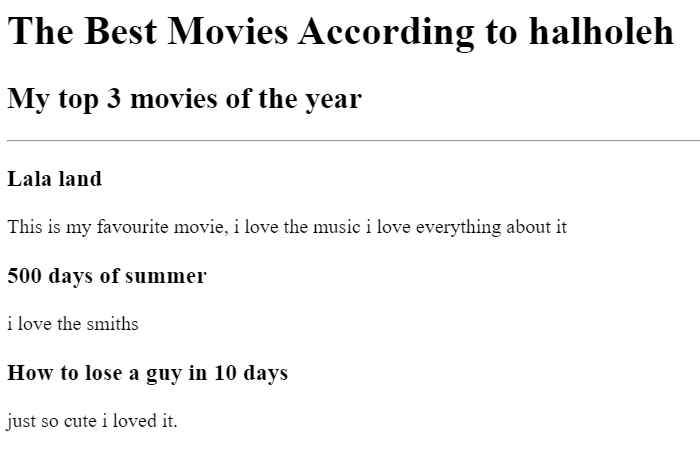 The Best Movies According to halholeh
My top 3 movies of the year
Lala land
This is my favourite movie, i love the music i love everything about it
500 days of summer
i love the smiths
How to lose a guy in 10 days
just so cute i loved it.